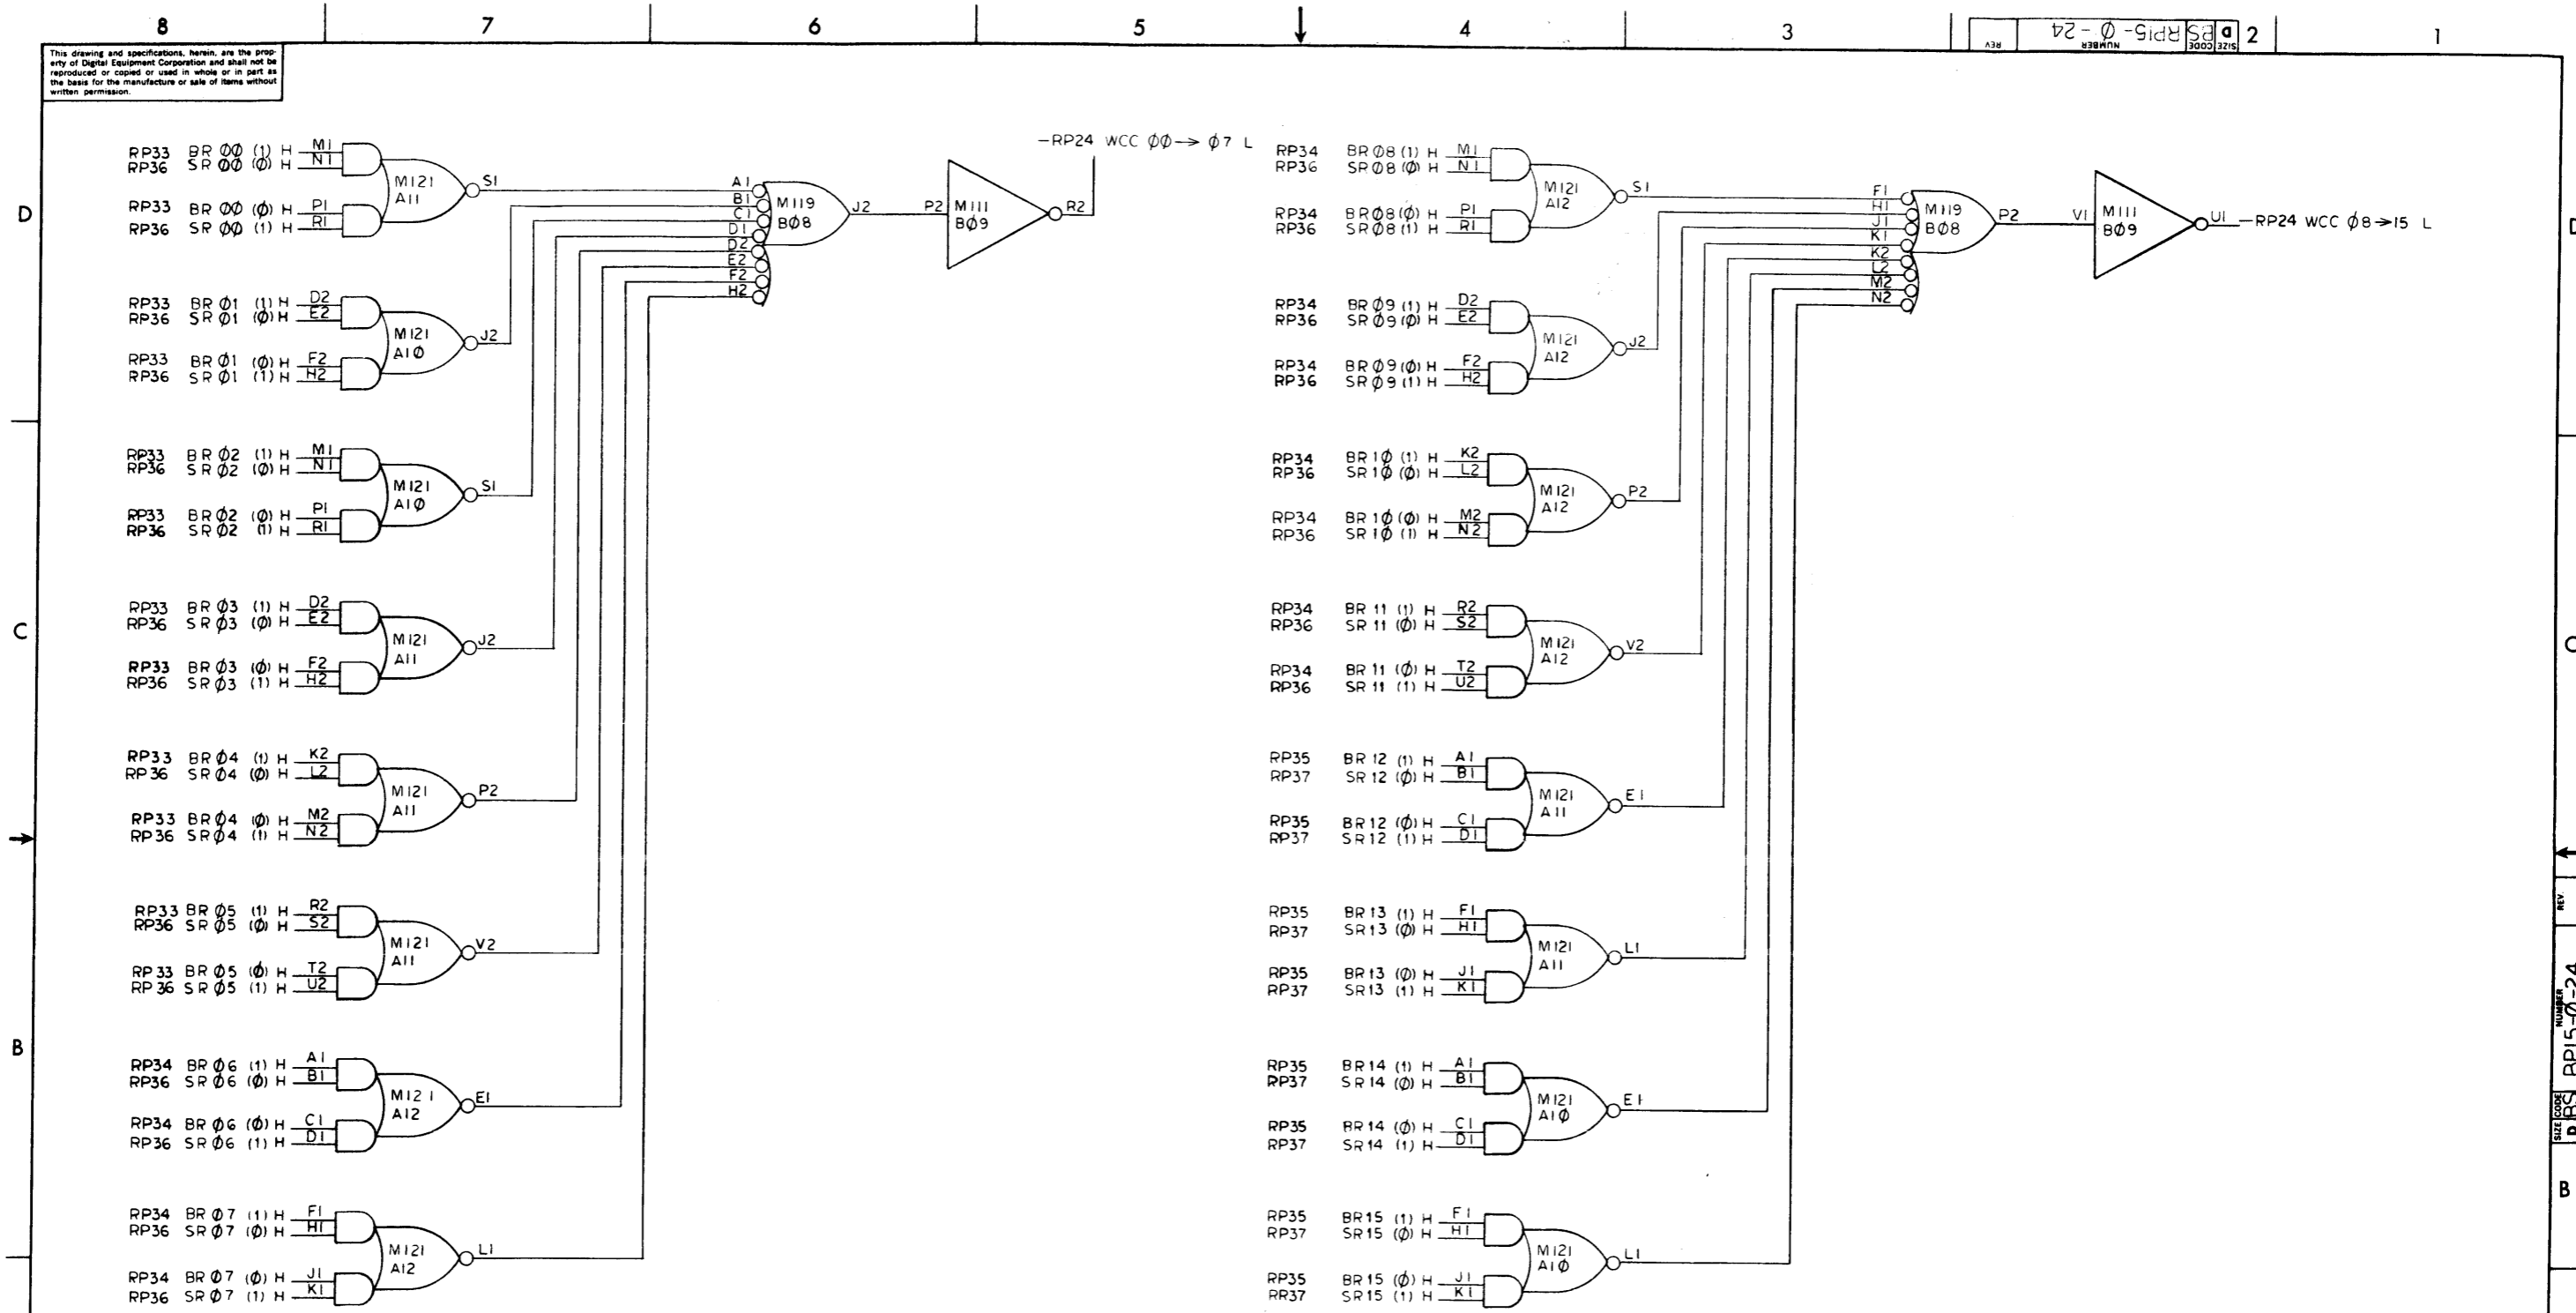 8 7 6 5 4 3 2 1
SIZE CODE NUMBER REV
D BS RP15-Ø-24
This drawing and specifications, herein, are the prop-
erty of Digital Equipment Corporation and shall not be
reproduced or copied or used in whole or in part as
the basis for the manufacture or sale of items without
written permission.
D
RP33 BR ØØ (1) H M1
RP36 SR ØØ (Ø) H N1
M121
A11
S1
RP33 BR ØØ (Ø) H P1
RP36 SR ØØ (1) H R1
RP33 BR Ø1 (1) H D2
RP36 SR Ø1 (Ø) H E2
M121
A1Ø
J2
RP33 BR Ø1 (Ø) H F2
RP36 SR Ø1 (1) H H2
RP33 BR Ø2 (1) H M1
RP36 SR Ø2 (Ø) H N1
M121
A1Ø
S1
RP33 BR Ø2 (Ø) H P1
RP36 SR Ø2 (1) H R1
C
RP33 BR Ø3 (1) H D2
RP36 SR Ø3 (Ø) H E2
M121
A11
J2
RP33 BR Ø3 (Ø) H F2
RP36 SR Ø3 (1) H H2
RP33 BR Ø4 (1) H K2
RP36 SR Ø4 (Ø) H L2
M121
A11
P2
RP33 BR Ø4 (Ø) H M2
RP36 SR Ø4 (1) H N2
RP33 BR Ø5 (1) H R2
RP36 SR Ø5 (Ø) H S2
M121
A11
V2
RP33 BR Ø5 (Ø) H T2
RP36 SR Ø5 (1) H U2
B
RP34 BR Ø6 (1) H A1
RP36 SR Ø6 (Ø) H B1
M121
A12
E1
RP34 BR Ø6 (Ø) H C1
RP36 SR Ø6 (1) H D1
RP34 BR Ø7 (1) H F1
RP36 SR Ø7 (Ø) H H1
M121
A12
L1
RP34 BR Ø7 (Ø) H J1
RP36 SR Ø7 (1) H K1
A1
B1
C1
D1
D2
E2
F2
H2
M119
BØ8
J2
P2
M111
BØ9
R2
-RP24 WCC ØØ→Ø7 L
RP34 BR Ø8 (1) H M1
RP36 SR Ø8 (Ø) H N1
M121
A12
S1
RP34 BR Ø8 (Ø) H P1
RP36 SR Ø8 (1) H R1
RP34 BR Ø9 (1) H D2
RP36 SR Ø9 (Ø) H E2
M121
A12
J2
RP34 BR Ø9 (Ø) H F2
RP36 SR Ø9 (1) H H2
RP34 BR 1Ø (1) H K2
RP36 SR 1Ø (Ø) H L2
M121
A12
P2
RP34 BR 1Ø (Ø) H M2
RP36 SR 1Ø (1) H N2
RP34 BR 11 (1) H R2
RP36 SR 11 (Ø) H S2
M121
A12
V2
RP34 BR 11 (Ø) H T2
RP36 SR 11 (1) H U2
RP35 BR 12 (1) H A1
RP37 SR 12 (Ø) H B1
M121
A11
E1
RP35 BR 12 (Ø) H C1
RP37 SR 12 (1) H D1
RP35 BR 13 (1) H F1
RP37 SR 13 (Ø) H H1
M121
A11
L1
RP35 BR 13 (Ø) H J1
RP37 SR 13 (1) H K1
RP35 BR 14 (1) H A1
RP37 SR 14 (Ø) H B1
M121
A1Ø
E1
RP35 BR 14 (Ø) H C1
RP37 SR 14 (1) H D1
RP35 BR 15 (1) H F1
RP37 SR 15 (Ø) H H1
M121
A1Ø
L1
RP35 BR 15 (Ø) H J1
RR37 SR 15 (1) H K1
F1
H1
J1
K1
K2
L2
M2
N2
M119
BØ8
P2
V1
M111
BØ9
U1
-RP24 WCC Ø8→15 L
SIZE CODE NUMBER REV.
D BS RP15-Ø-24
B